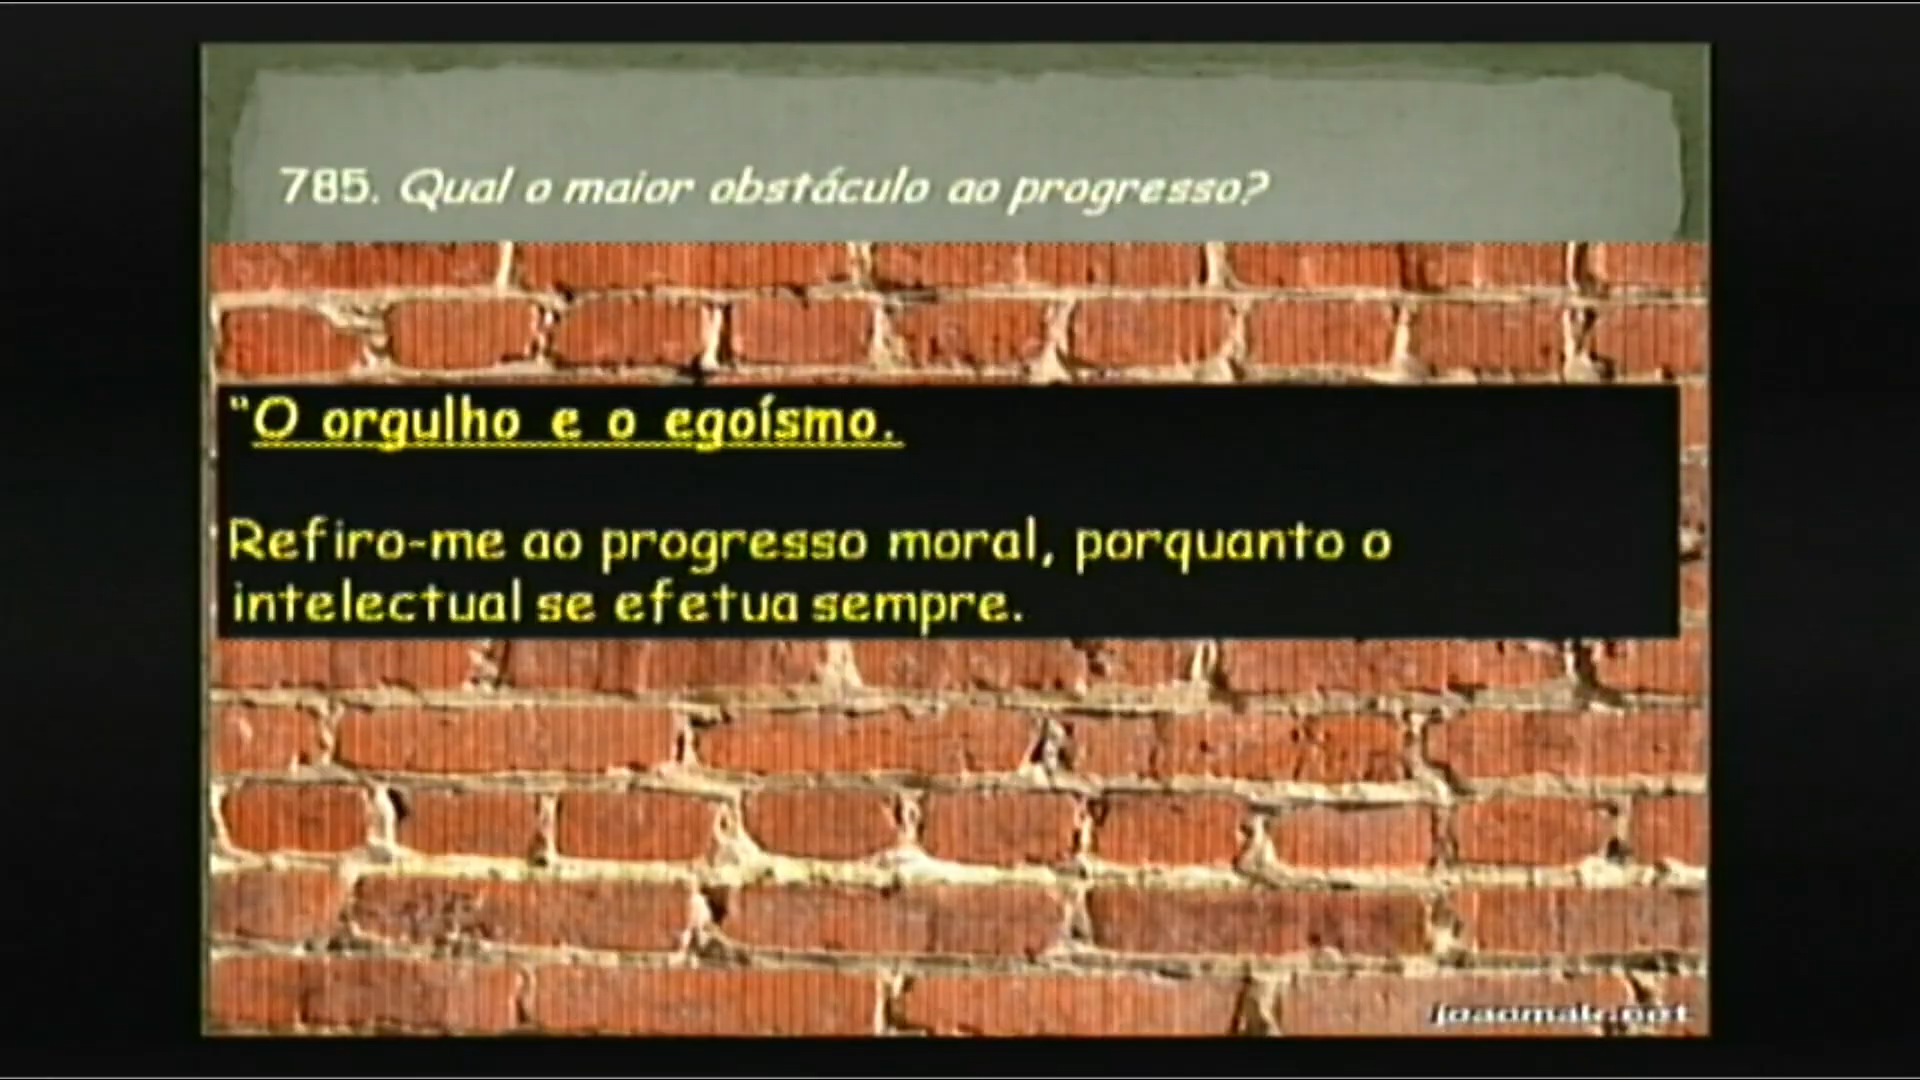 785. Qual o maior obstáculo ao progresso?
“O orgulho e o egoísmo.
Refiro-me ao progresso moral, porquanto o
intelectual se efetua sempre.